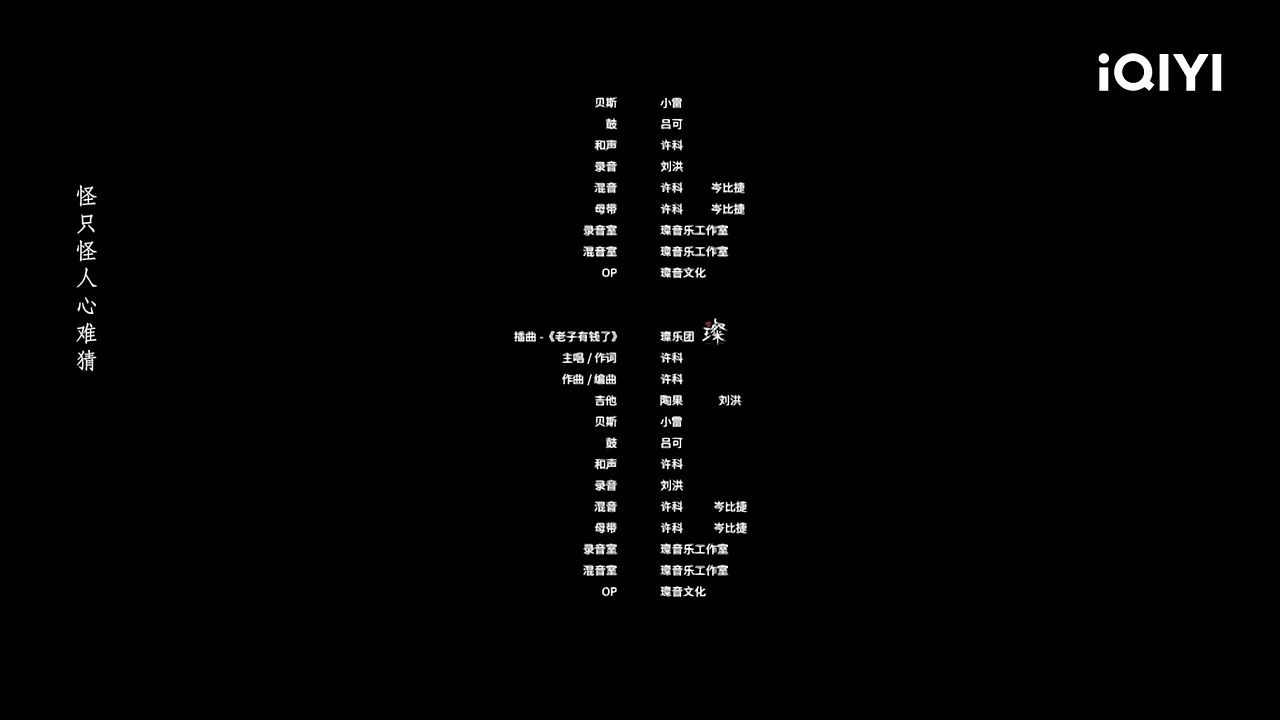 iQIYI
怪只怪人心难猜
贝斯 小雷
鼓 吕可
和声 许科
录音 刘洪
混音 许科 岑比捷
母带 许科 岑比捷
录音室 璨音乐工作室
混音室 璨音乐工作室
OP 璨音文化
插曲 -《老子有钱了》 璨乐团 璨
主唱 / 作词 许科
作曲 / 编曲 许科
吉他 陶果 刘洪
贝斯 小雷
鼓 吕可
和声 许科
录音 刘洪
混音 许科 岑比捷
母带 许科 岑比捷
录音室 璨音乐工作室
混音室 璨音乐工作室
OP 璨音文化